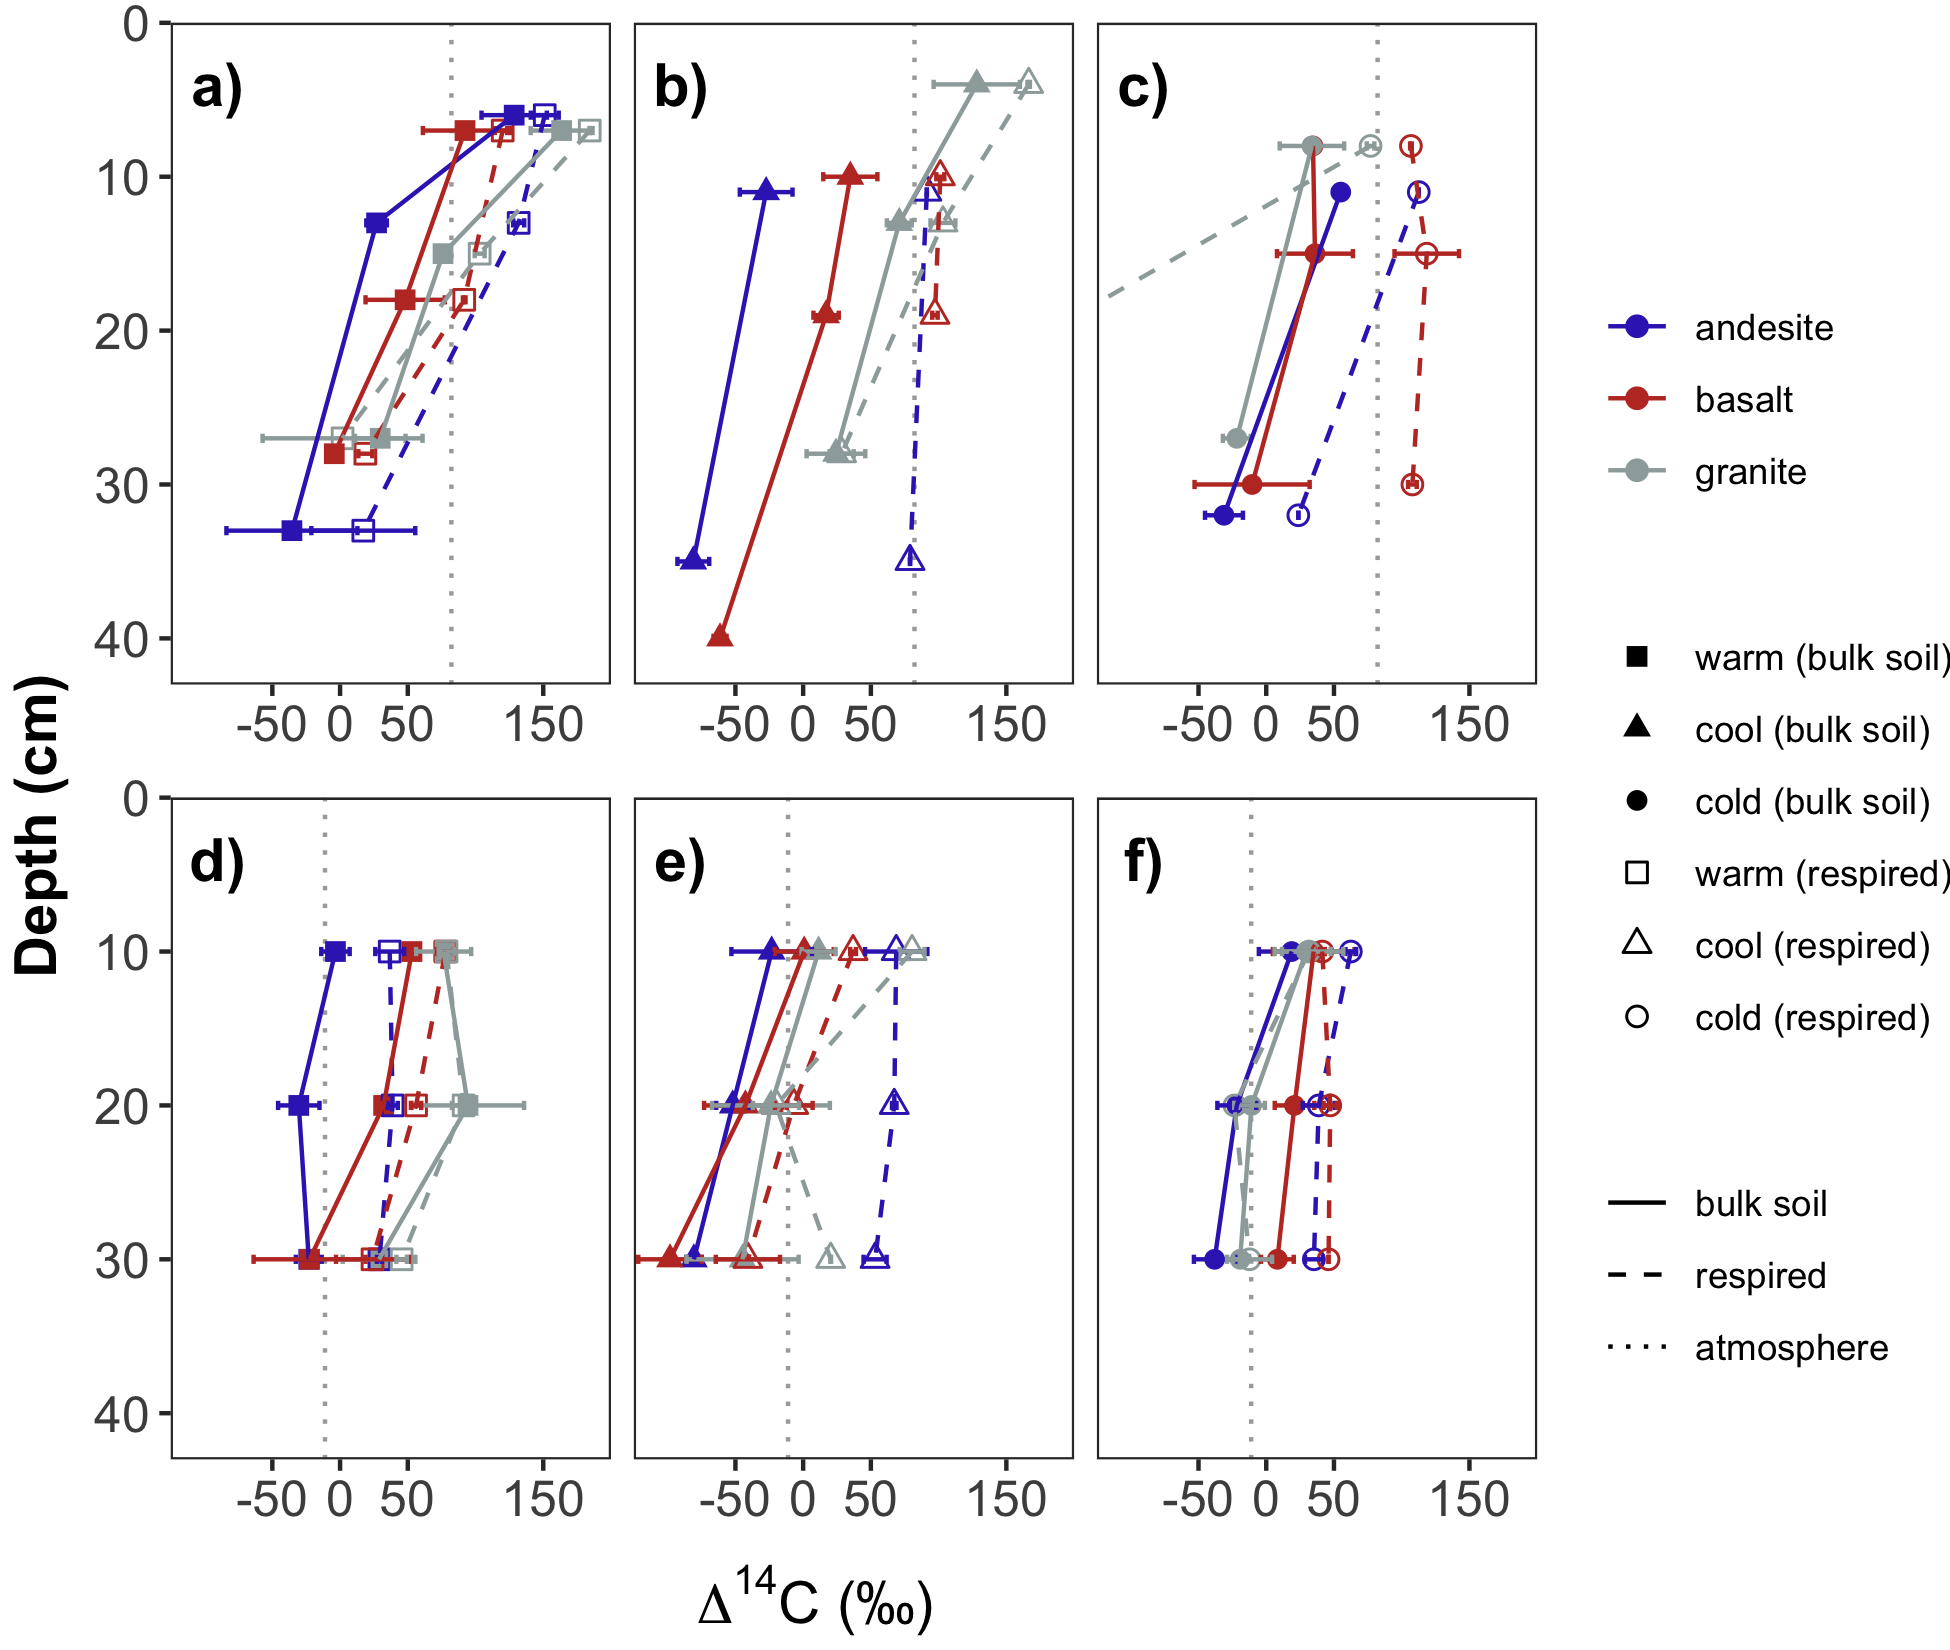 a)
b)
c)
0
10
20
30
40
-50 0 50 150
-50 0 50 150
-50 0 50 150
d)
e)
f)
0
10
20
30
40
-50 0 50 150
-50 0 50 150
-50 0 50 150
Depth (cm)
Δ¹⁴C (‰)
andesite
basalt
granite
warm (bulk soil)
cool (bulk soil)
cold (bulk soil)
warm (respired)
cool (respired)
cold (respired)
bulk soil
respired
atmosphere